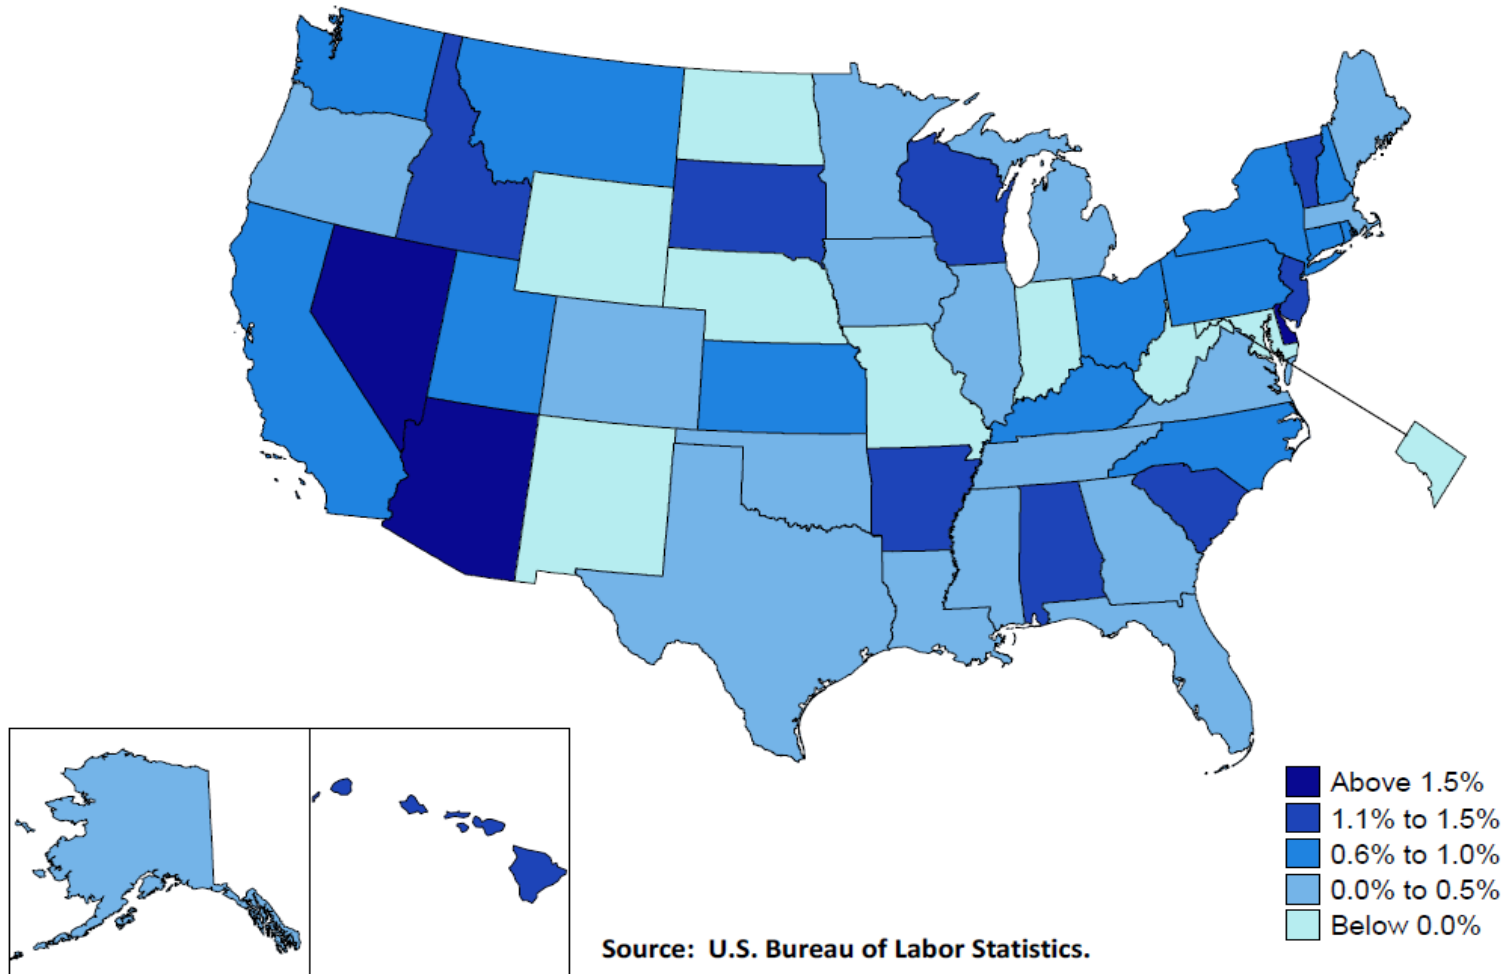 Above 1.5%
1.1% to 1.5%
0.6% to 1.0%
0.0% to 0.5%
Below 0.0%
Source:  U.S. Bureau of Labor Statistics.